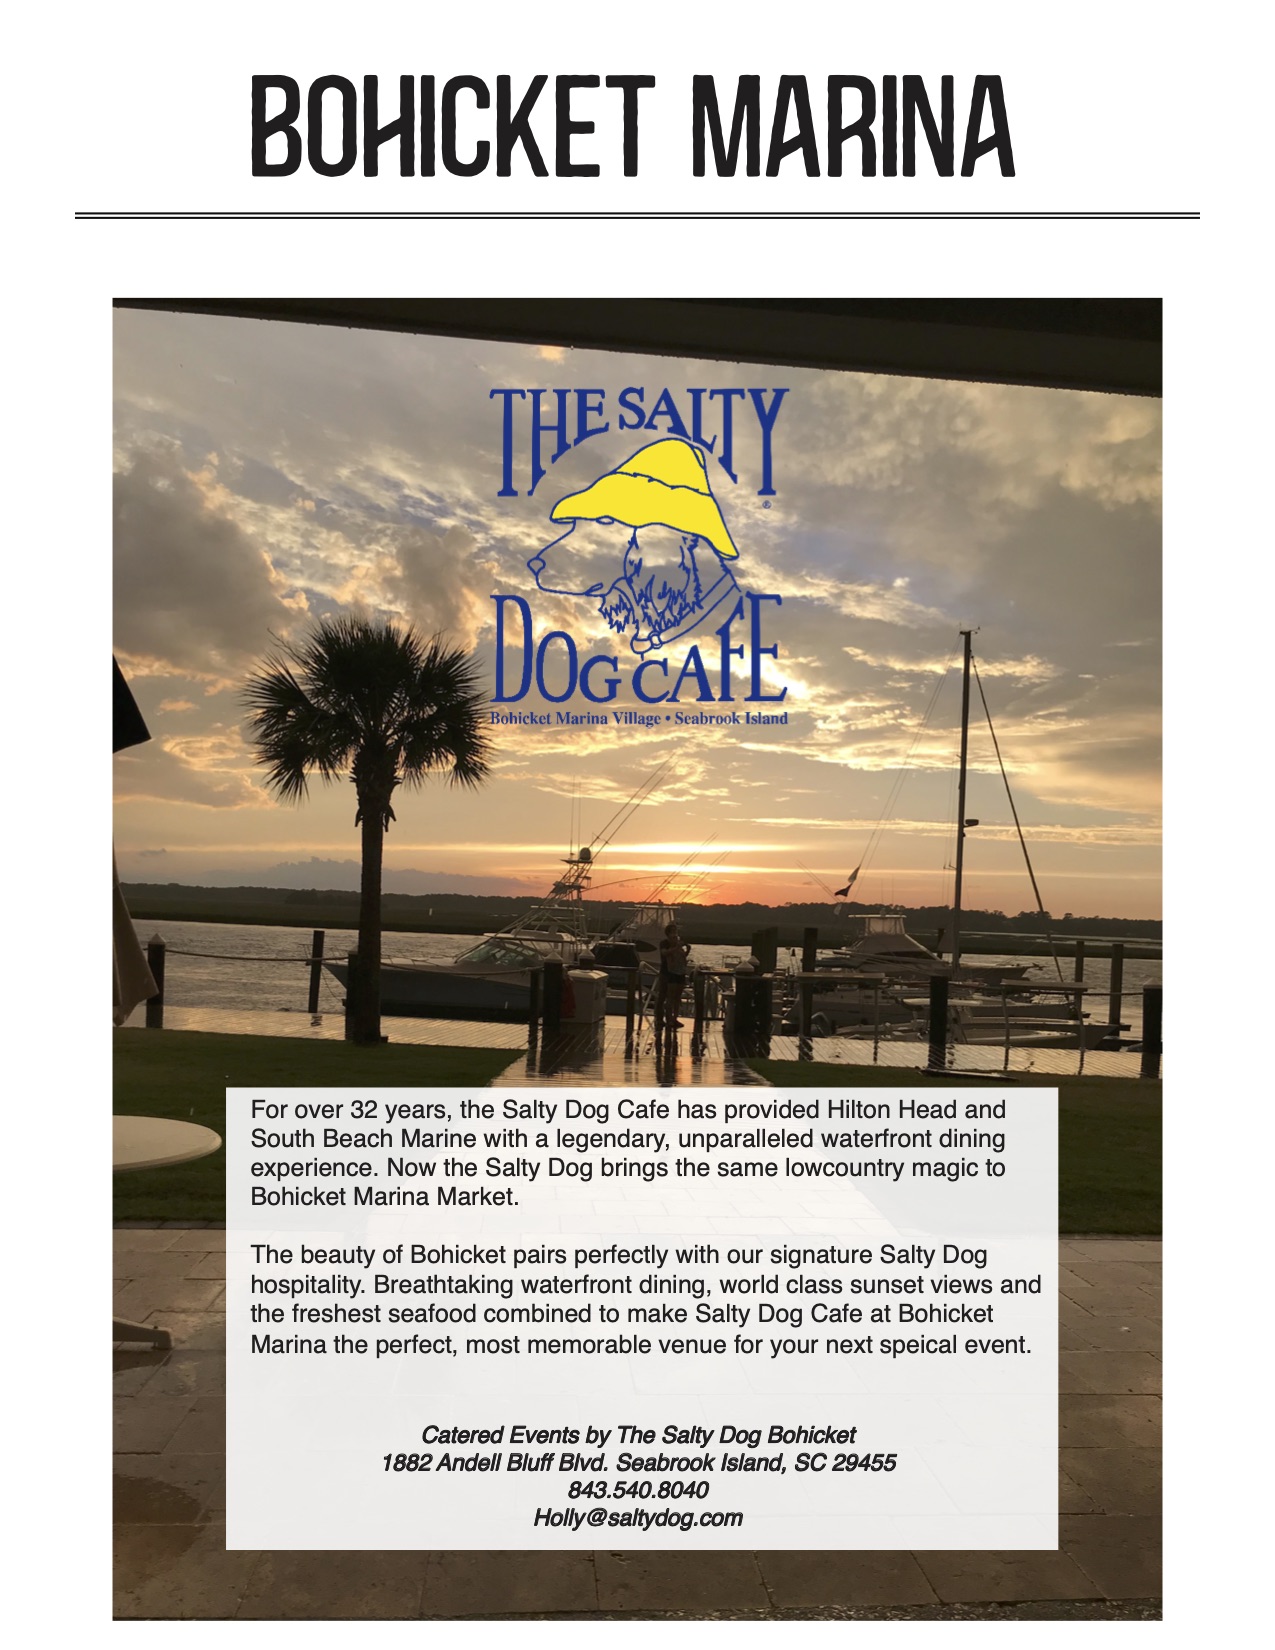 BOHICKET MARINA
THE SALTY
®
DOG CAFE
Bohicket Marina Village • Seabrook Island
For over 32 years, the Salty Dog Cafe has provided Hilton Head and
South Beach Marine with a legendary, unparalleled waterfront dining
experience. Now the Salty Dog brings the same lowcountry magic to
Bohicket Marina Market.
The beauty of Bohicket pairs perfectly with our signature Salty Dog
hospitality. Breathtaking waterfront dining, world class sunset views and
the freshest seafood combined to make Salty Dog Cafe at Bohicket
Marina the perfect, most memorable venue for your next speical event.
Catered Events by The Salty Dog Bohicket
1882 Andell Bluff Blvd. Seabrook Island, SC 29455
843.540.8040
Holly@saltydog.com